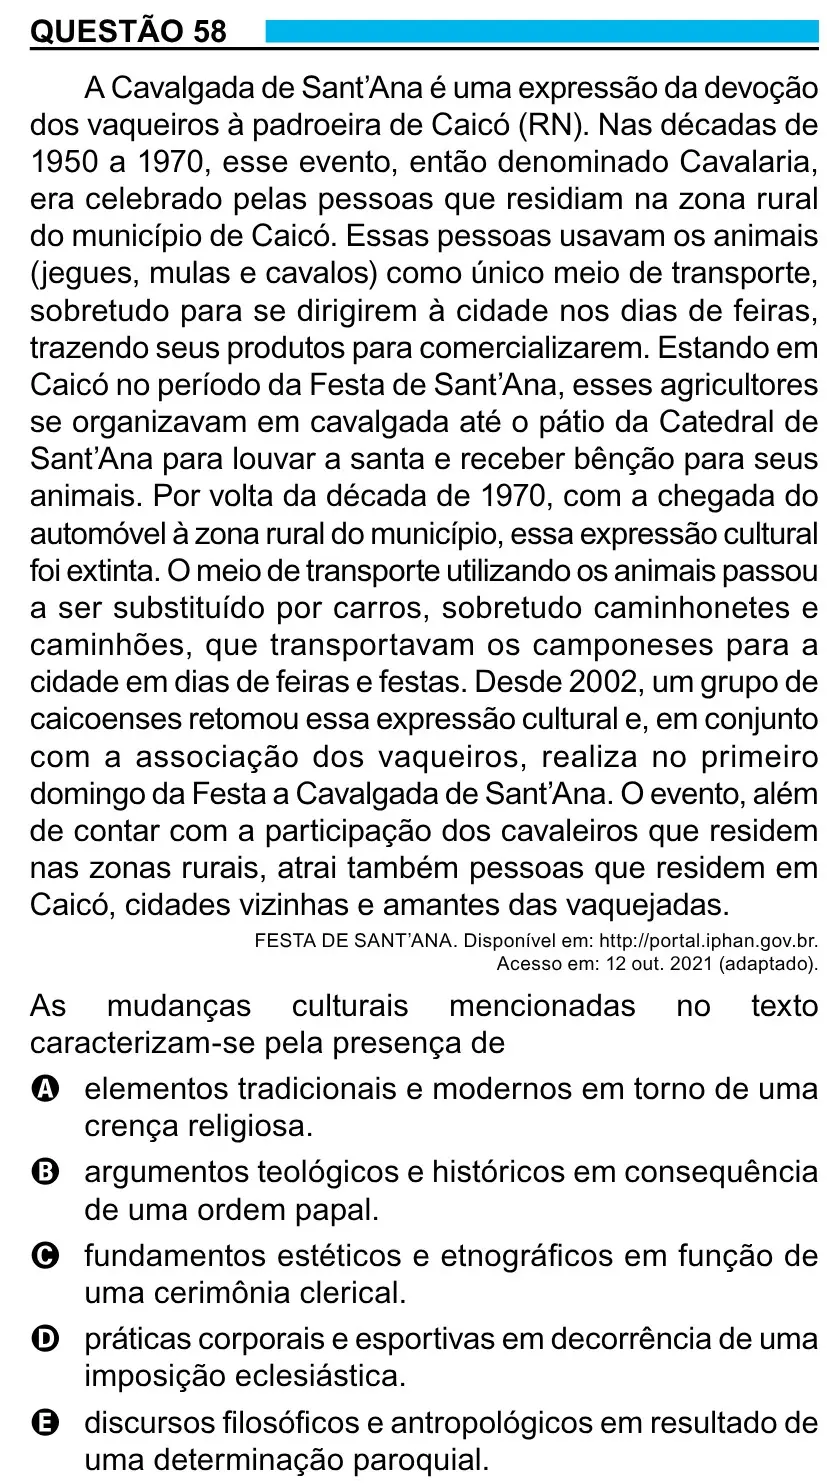 QUESTÃO 58
A Cavalgada de Sant’Ana é uma expressão da devoção
dos vaqueiros à padroeira de Caicó (RN). Nas décadas de
1950 a 1970, esse evento, então denominado Cavalaria,
era celebrado pelas pessoas que residiam na zona rural
do município de Caicó. Essas pessoas usavam os animais
(jegues, mulas e cavalos) como único meio de transporte,
sobretudo para se dirigirem à cidade nos dias de feiras,
trazendo seus produtos para comercializarem. Estando em
Caicó no período da Festa de Sant’Ana, esses agricultores
se organizavam em cavalgada até o pátio da Catedral de
Sant’Ana para louvar a santa e receber bênção para seus
animais. Por volta da década de 1970, com a chegada do
automóvel à zona rural do município, essa expressão cultural
foi extinta. O meio de transporte utilizando os animais passou
a ser substituído por carros, sobretudo caminhonetes e
caminhões, que transportavam os camponeses para a
cidade em dias de feiras e festas. Desde 2002, um grupo de
caicoenses retomou essa expressão cultural e, em conjunto
com a associação dos vaqueiros, realiza no primeiro
domingo da Festa a Cavalgada de Sant’Ana. O evento, além
de contar com a participação dos cavaleiros que residem
nas zonas rurais, atrai também pessoas que residem em
Caicó, cidades vizinhas e amantes das vaquejadas.
FESTA DE SANT’ANA. Disponível em: http://portal.iphan.gov.br.
Acesso em: 12 out. 2021 (adaptado).
As mudanças culturais mencionadas no texto
caracterizam-se pela presença de
A elementos tradicionais e modernos em torno de uma
crença religiosa.
B argumentos teológicos e históricos em consequência
de uma ordem papal.
C fundamentos estéticos e etnográficos em função de
uma cerimônia clerical.
D práticas corporais e esportivas em decorrência de uma
imposição eclesiástica.
E discursos filosóficos e antropológicos em resultado de
uma determinação paroquial.